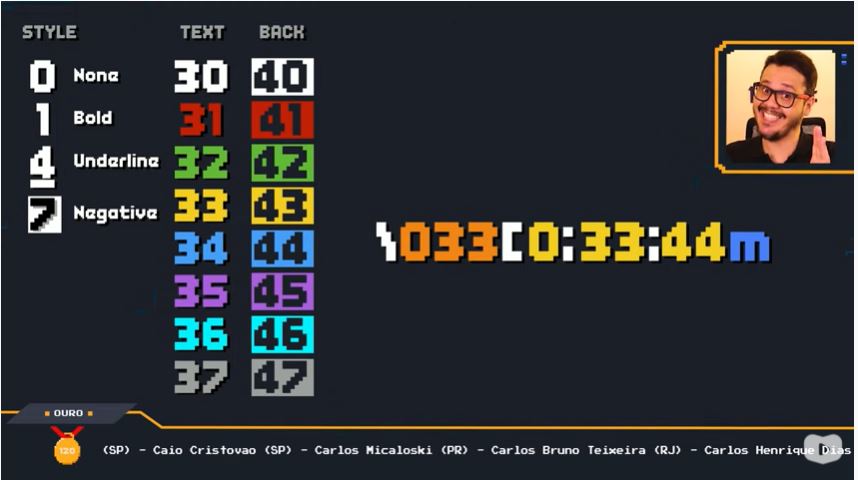 STYLE TEXT BACK
0 None 30 40
1 Bold 31 41
4 Underline 32 42
7 Negative 33 43
34 44
35 45
36 46
37 47
\033[0:33:44m
OURO
120
(SP) - Caio Cristovao (SP) - Carlos Micaloski (PR) - Carlos Bruno Teixeira (RJ) - Carlos Henrique Dias